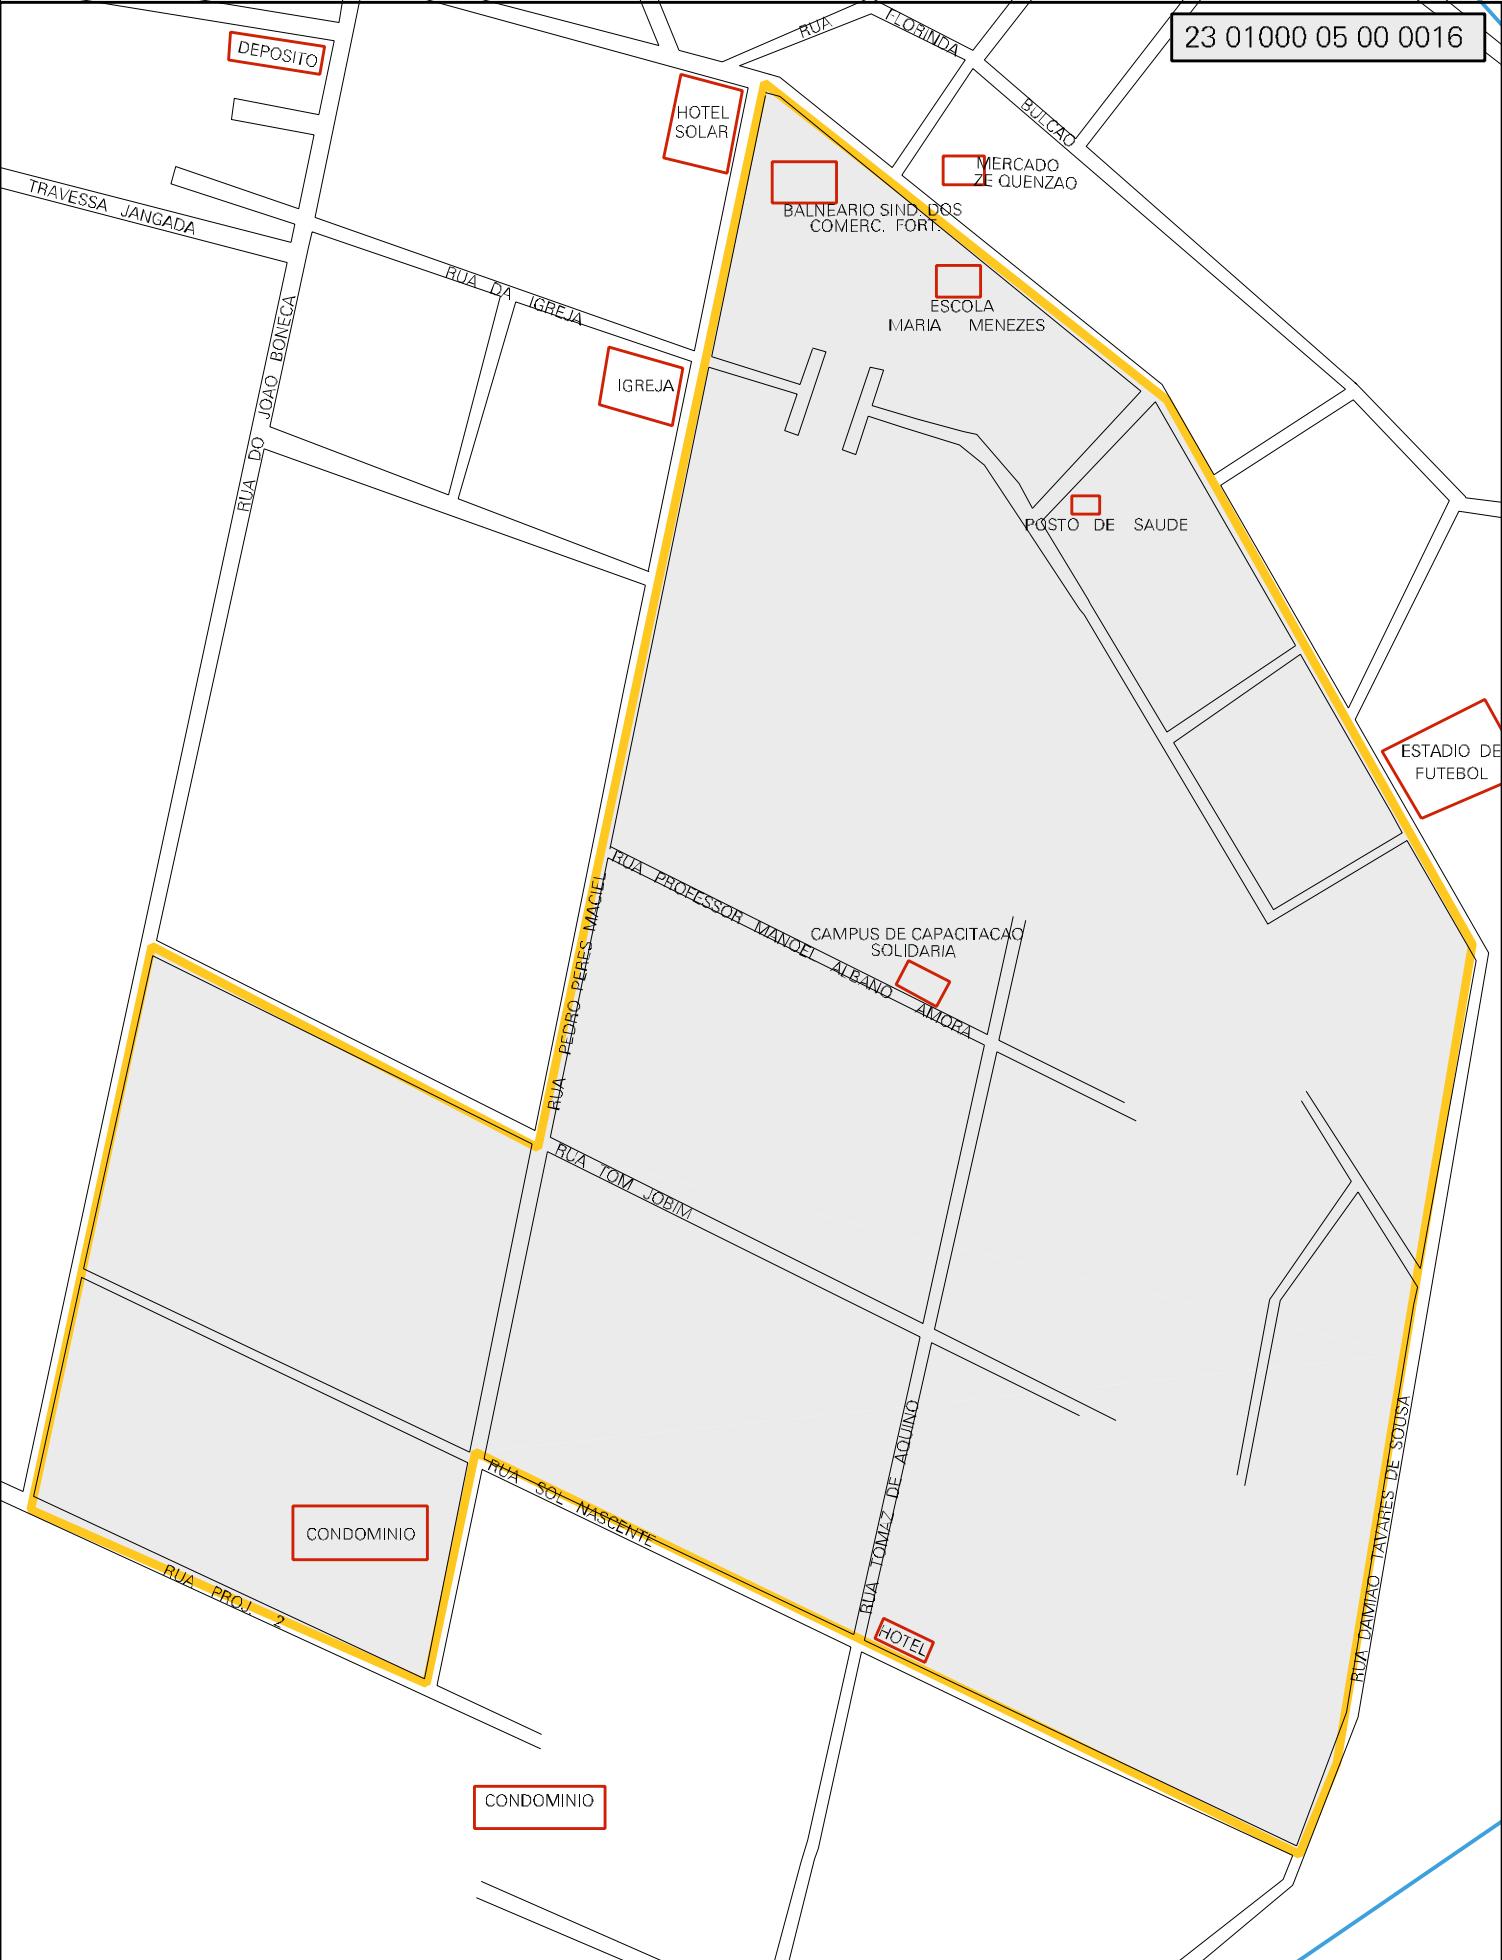 23 01000 05 00 0016
RUA FLORINDA BULCAO
DEPOSITO
HOTEL
SOLAR
MERCADO
ZE QUENZAO
TRAVESSA JANGADA
BALNEARIO SIND. DOS
COMERC. FORT.
RUA DA IGREJA
ESCOLA
MARIA MENEZES
IGREJA
RUA DO JOAO BONECA
POSTO DE SAUDE
ESTADIO DE
FUTEBOL
RUA PROFESSOR MANOEL ALBANO AMORA
CAMPUS DE CAPACITACAO
SOLIDARIA
RUA PEDRO PERES MACIEL
RUA TOM JOBIM
RUA TOMAZ DE AQUINO
RUA DAMIAO TAVARES DE SOUSA
RUA SOL NASCENTE
CONDOMINIO
RUA PROJ. 2
HOTEL
CONDOMINIO